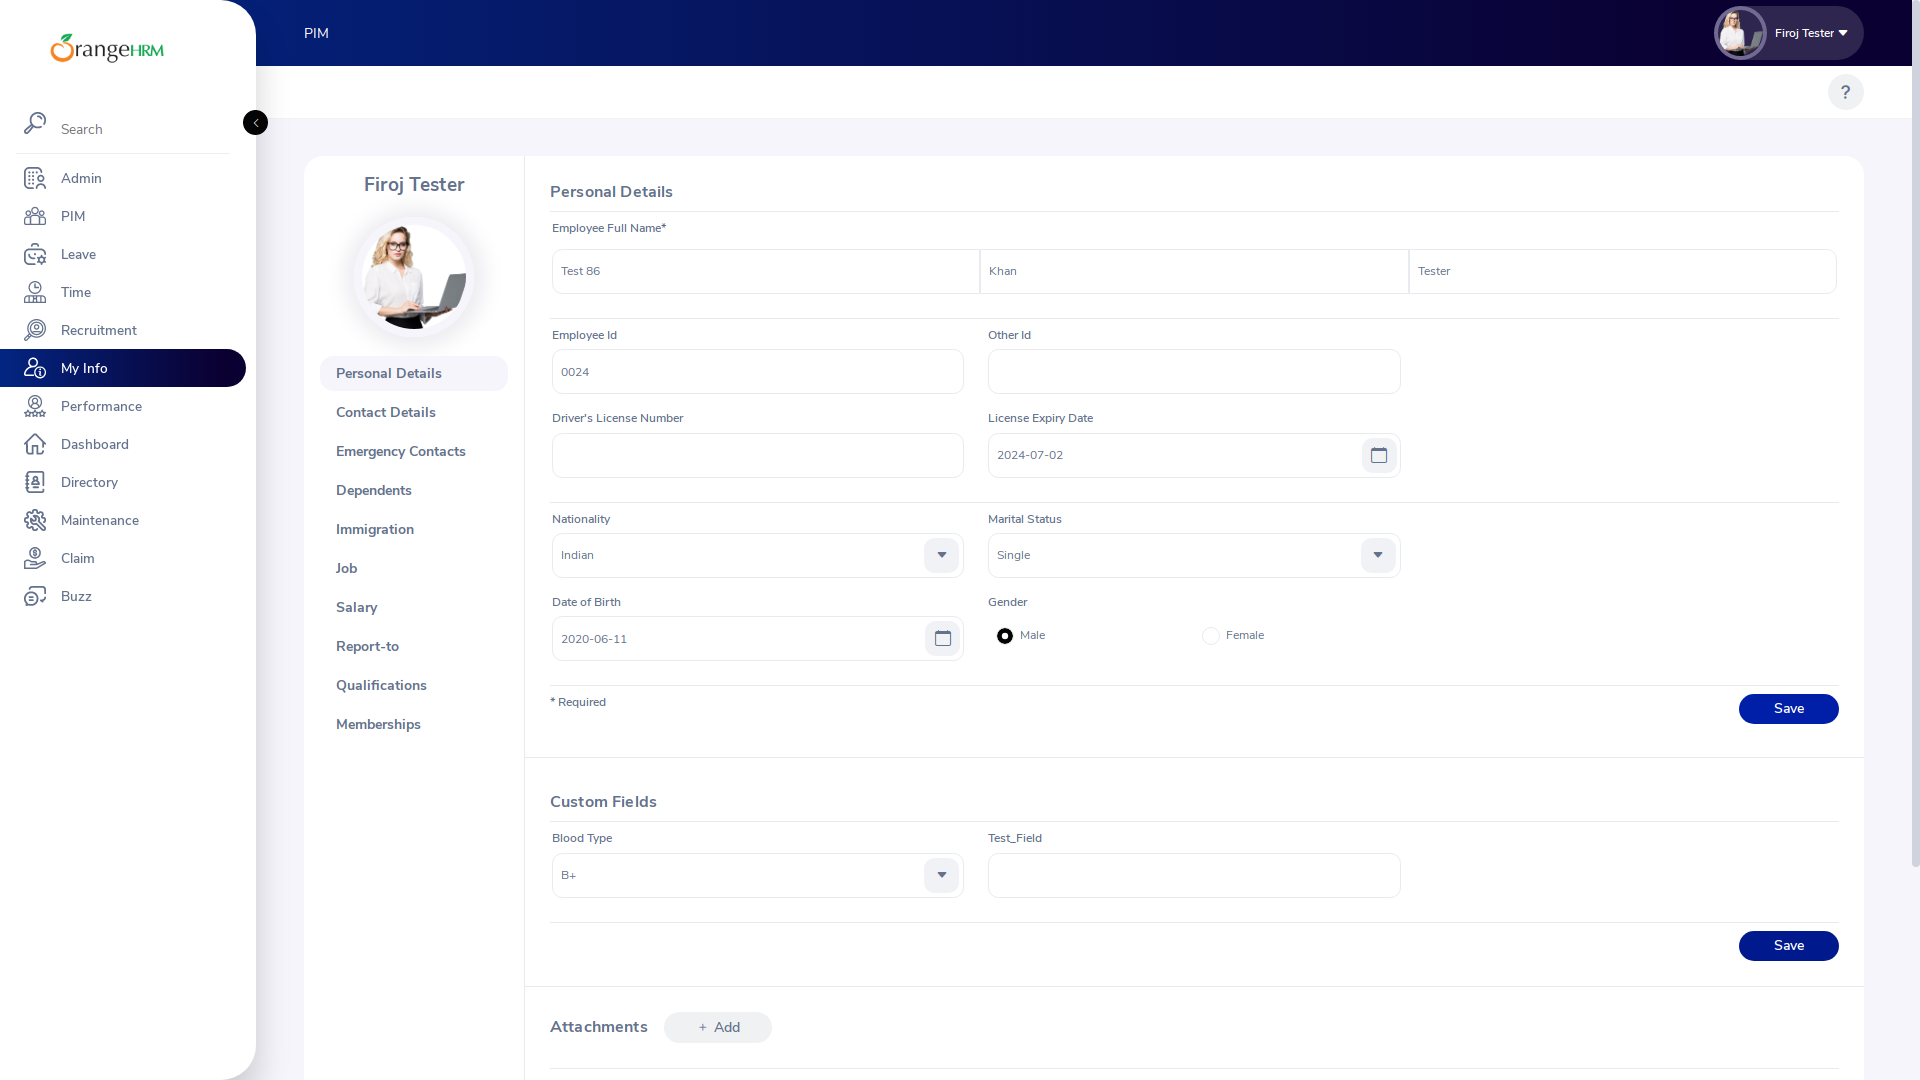 OrangeHRM
Search
Admin
PIM
Leave
Time
Recruitment
My Info
Performance
Dashboard
Directory
Maintenance
Claim
Buzz
PIM
Firoj Tester
?
Firoj Tester
Personal Details
Contact Details
Emergency Contacts
Dependents
Immigration
Job
Salary
Report-to
Qualifications
Memberships
Personal Details
Employee Full Name*
Test 86 Khan Tester
Employee Id Other Id
0024
Driver's License Number License Expiry Date
2024-07-02
Nationality Marital Status
Indian Single
Date of Birth Gender
2020-06-11 Male Female
* Required
Save
Custom Fields
Blood Type Test_Field
B+
Save
Attachments + Add